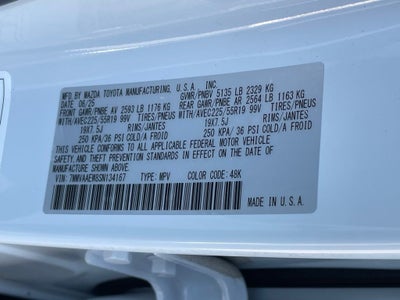 MFD. BY MAZDA TOYOTA MANUFACTURING, U.S.A., INC.
DATE: 06/25 GVWR/PNBV 5135 LB 2329 KG
FRONT GAWR/PNBE AV 2593 LB 1176 KG REAR GAWR/PNBE AR 2564 LB 1163 KG
WITH/AVEC225/55R19 99V TIRES/PNEUS WITH/AVEC225/55R19 99V TIRES/PNEUS
19X7.5J RIMS/JANTES 19X7.5J RIMS/JANTES
250 KPA/36 PSI COLD/A FROID 250 KPA/36 PSI COLD/A FROID
THIS VEHICLE CONFORMS TO ALL APPLICABLE FEDERAL MOTOR VEHICLE
SAFETY, AND THEFT PREVENTION STANDARDS IN EFFECT ON THE DATE OF
MANUFACTURE SHOWN ABOVE.
VIN: 7MMVAAEW8SN134167 TYPE: MPV COLOR CODE: 48K
MADE IN U.S.A.